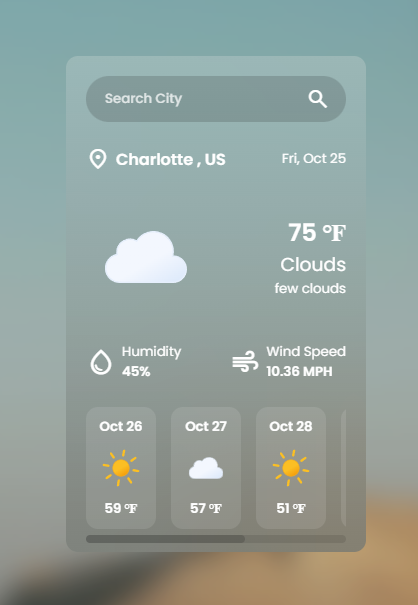 Search City
Charlotte , US
Fri, Oct 25
75 °F
Clouds
few clouds
Humidity
45%
Wind Speed
10.36 MPH
Oct 26
59 °F
Oct 27
57 °F
Oct 28
51 °F